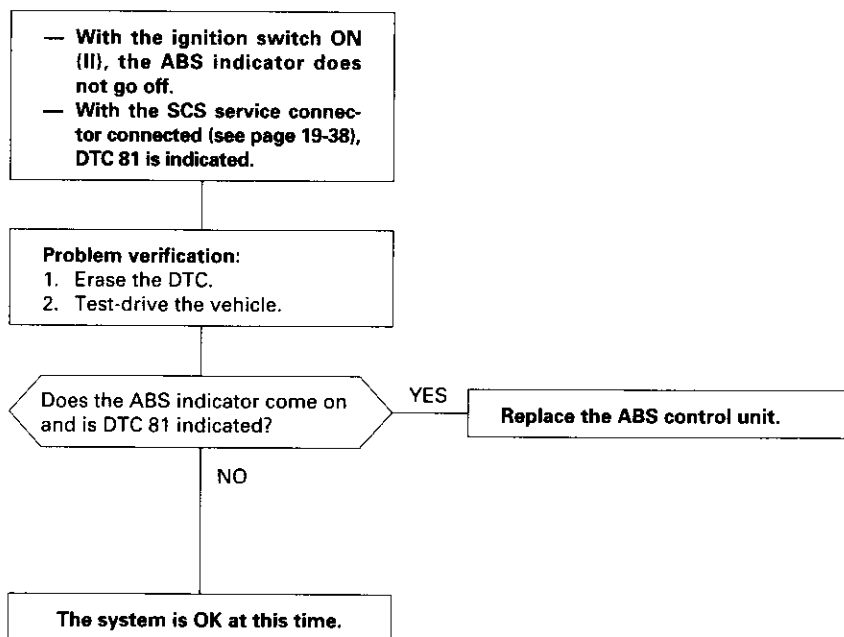 — With the ignition switch ON
(II), the ABS indicator does
not go off.
— With the SCS service connec-
tor connected (see page 19-38),
DTC 81 is indicated.
Problem verification:
1. Erase the DTC.
2. Test-drive the vehicle.
Does the ABS indicator come on
and is DTC 81 indicated?
YES
Replace the ABS control unit.
NO
The system is OK at this time.